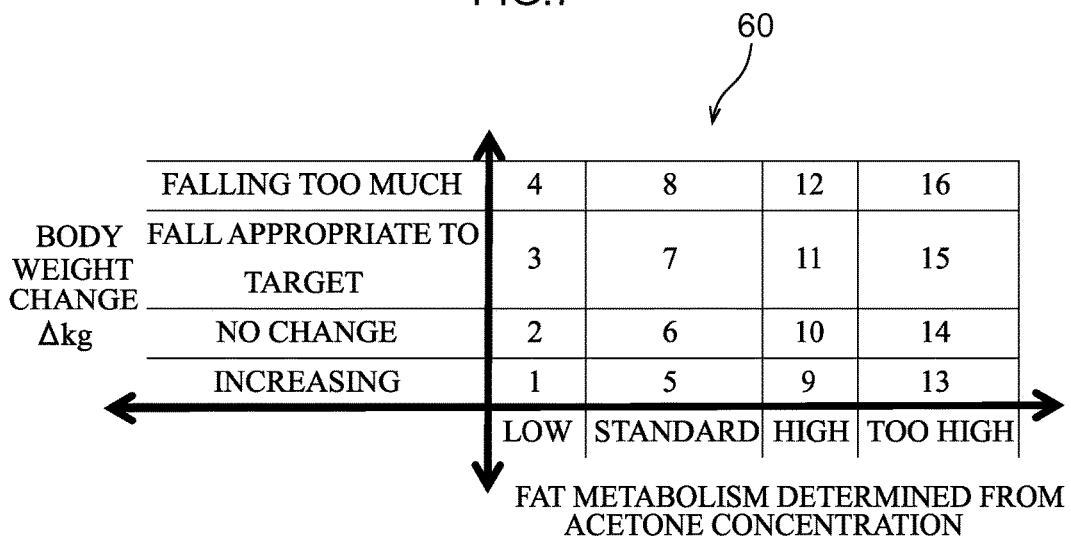 FIG.7
60
FALLING TOO MUCH 4 8 12 16
BODY WEIGHT CHANGE Δkg
FALL APPROPRIATE TO TARGET 3 7 11 15
NO CHANGE 2 6 10 14
INCREASING 1 5 9 13
LOW STANDARD HIGH TOO HIGH
FAT METABOLISM DETERMINED FROM
ACETONE CONCENTRATION